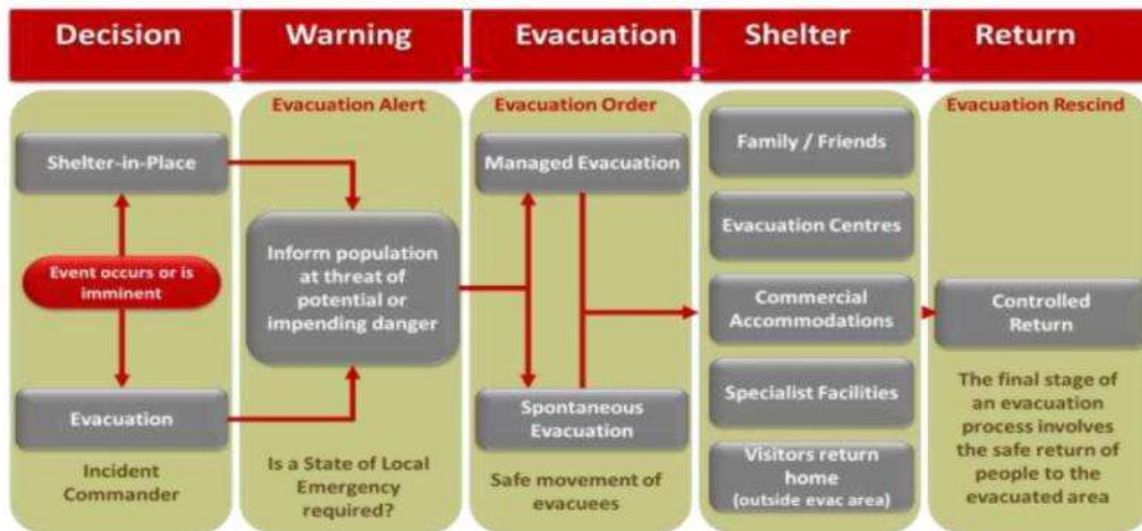 Decision
Warning
Evacuation
Shelter
Return
Shelter-in-Place
Event occurs or is
imminent
Evacuation
Incident
Commander
Evacuation Alert
Inform population
at threat of
potential or
impending danger
Is a State of Local
Emergency
required?
Evacuation Order
Managed Evacuation
Spontaneous
Evacuation
Safe movement of
evacuees
Family / Friends
Evacuation Centres
Commercial
Accommodations
Specialist Facilities
Visitors return
home
(outside evac area)
Evacuation Rescind
Controlled
Return
The final stage of
an evacuation
process involves
the safe return of
people to the
evacuated area